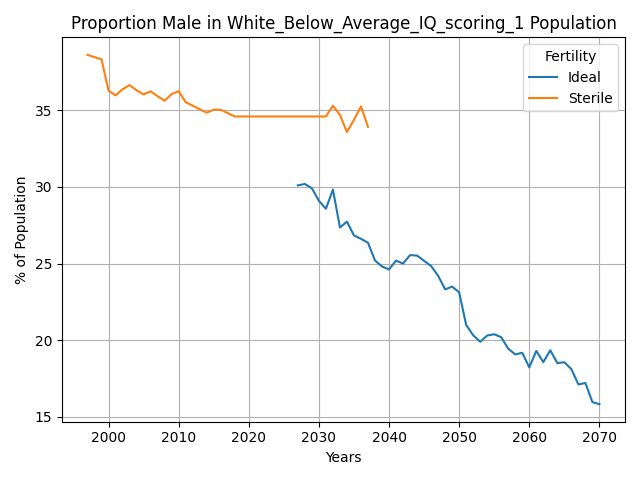 Proportion Male in White_Below_Average_IQ_scoring_1 Population
Fertility
Ideal
Sterile
% of Population
35
30
25
20
15
2000 2010 2020 2030 2040 2050 2060 2070
Years